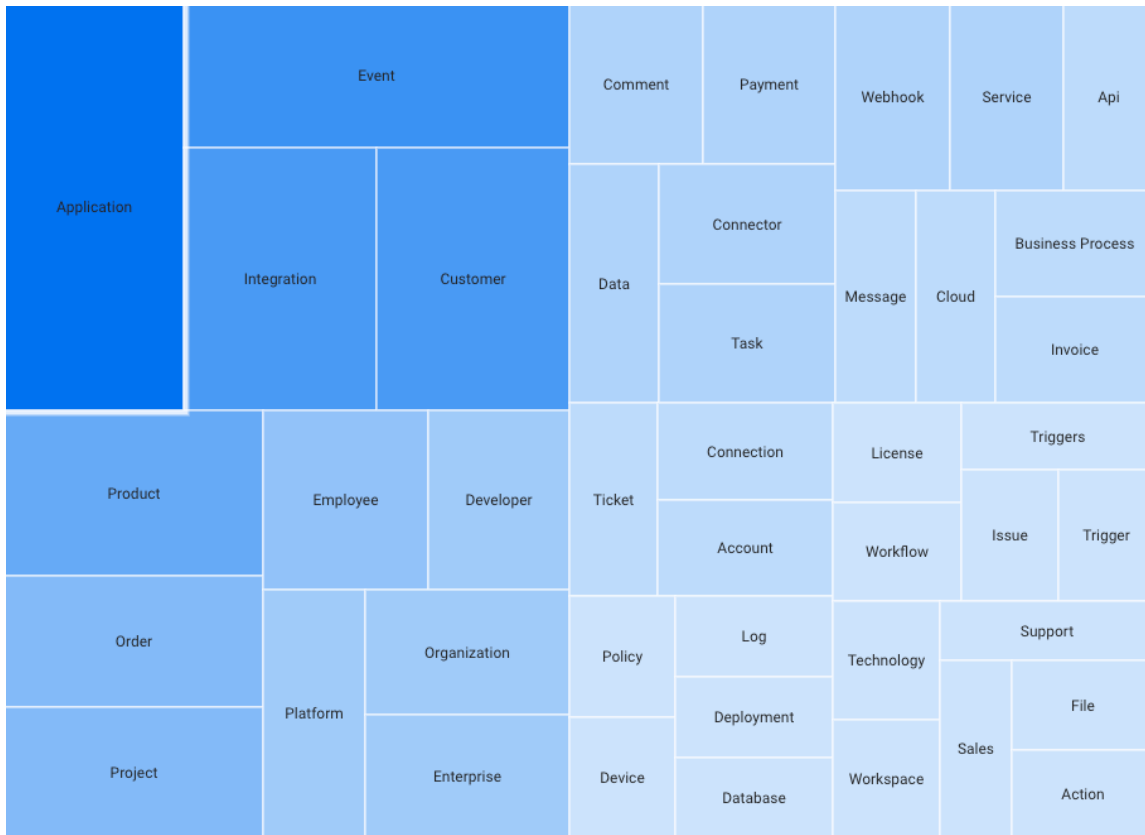 Application
Event
Integration
Customer
Product
Order
Project
Employee
Developer
Platform
Organization
Enterprise
Comment
Payment
Data
Connector
Task
Webhook
Service
Api
Message
Cloud
Business Process
Invoice
Ticket
Connection
Account
License
Workflow
Triggers
Issue
Trigger
Policy
Device
Log
Deployment
Database
Technology
Workspace
Support
Sales
File
Action